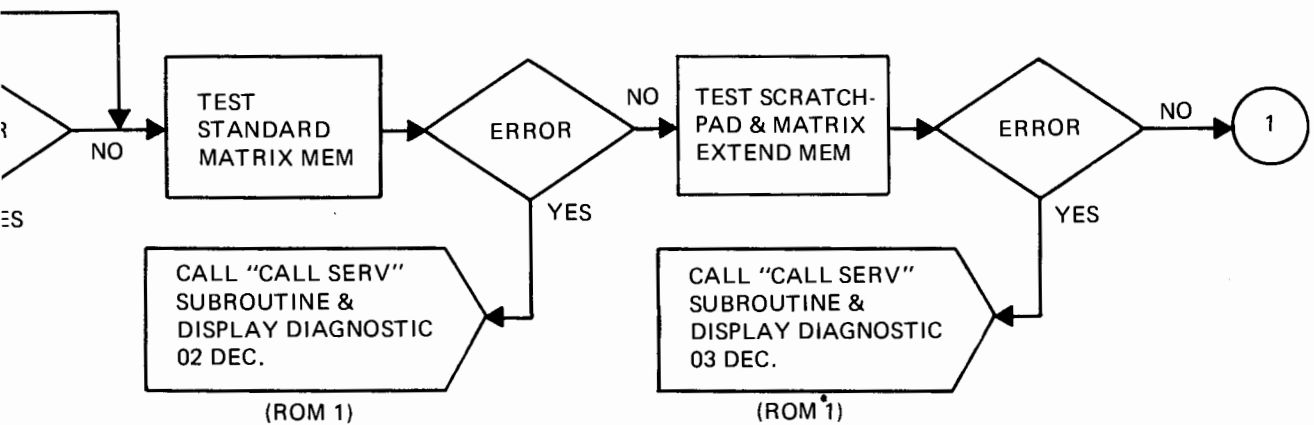 NO
TEST
STANDARD
MATRIX MEM
ERROR
NO
YES
TEST SCRATCH-
PAD & MATRIX
EXTEND MEM
ERROR
NO
YES
1
CALL "CALL SERV"
SUBROUTINE &
DISPLAY DIAGNOSTIC
02 DEC.
(ROM 1)
CALL "CALL SERV"
SUBROUTINE &
DISPLAY DIAGNOSTIC
03 DEC.
(ROM 1)